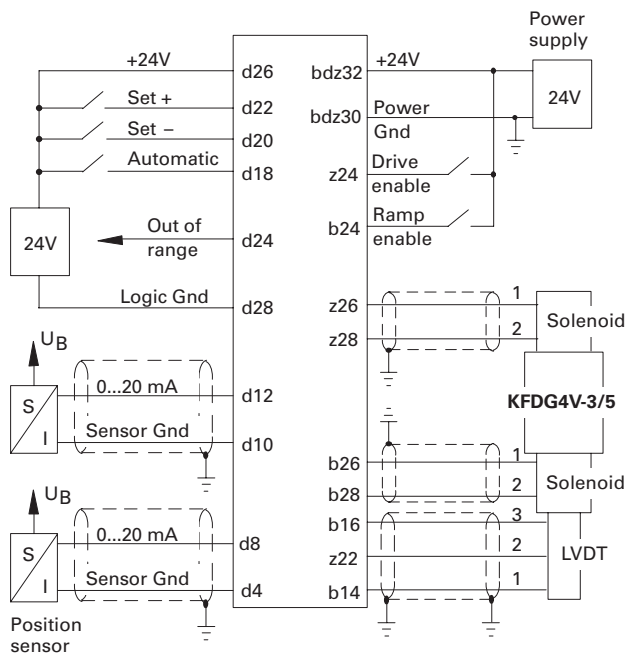 Power
supply
+24V
d26
bdz32
+24V
24V
Set +
d22
bdz30
Power
Gnd
Set –
d20
Automatic
d18
z24
Drive
enable
24V
Out of
range
d24
b24
Ramp
enable
Logic Gnd
d28
z26
1
Solenoid
z28
2
UB
S
I
0...20 mA
d12
KFDG4V-3/5
Sensor Gnd
d10
b26
1
Solenoid
b28
2
UB
S
I
0...20 mA
d8
b16
3
z22
2
LVDT
Sensor Gnd
d4
b14
1
Position
sensor